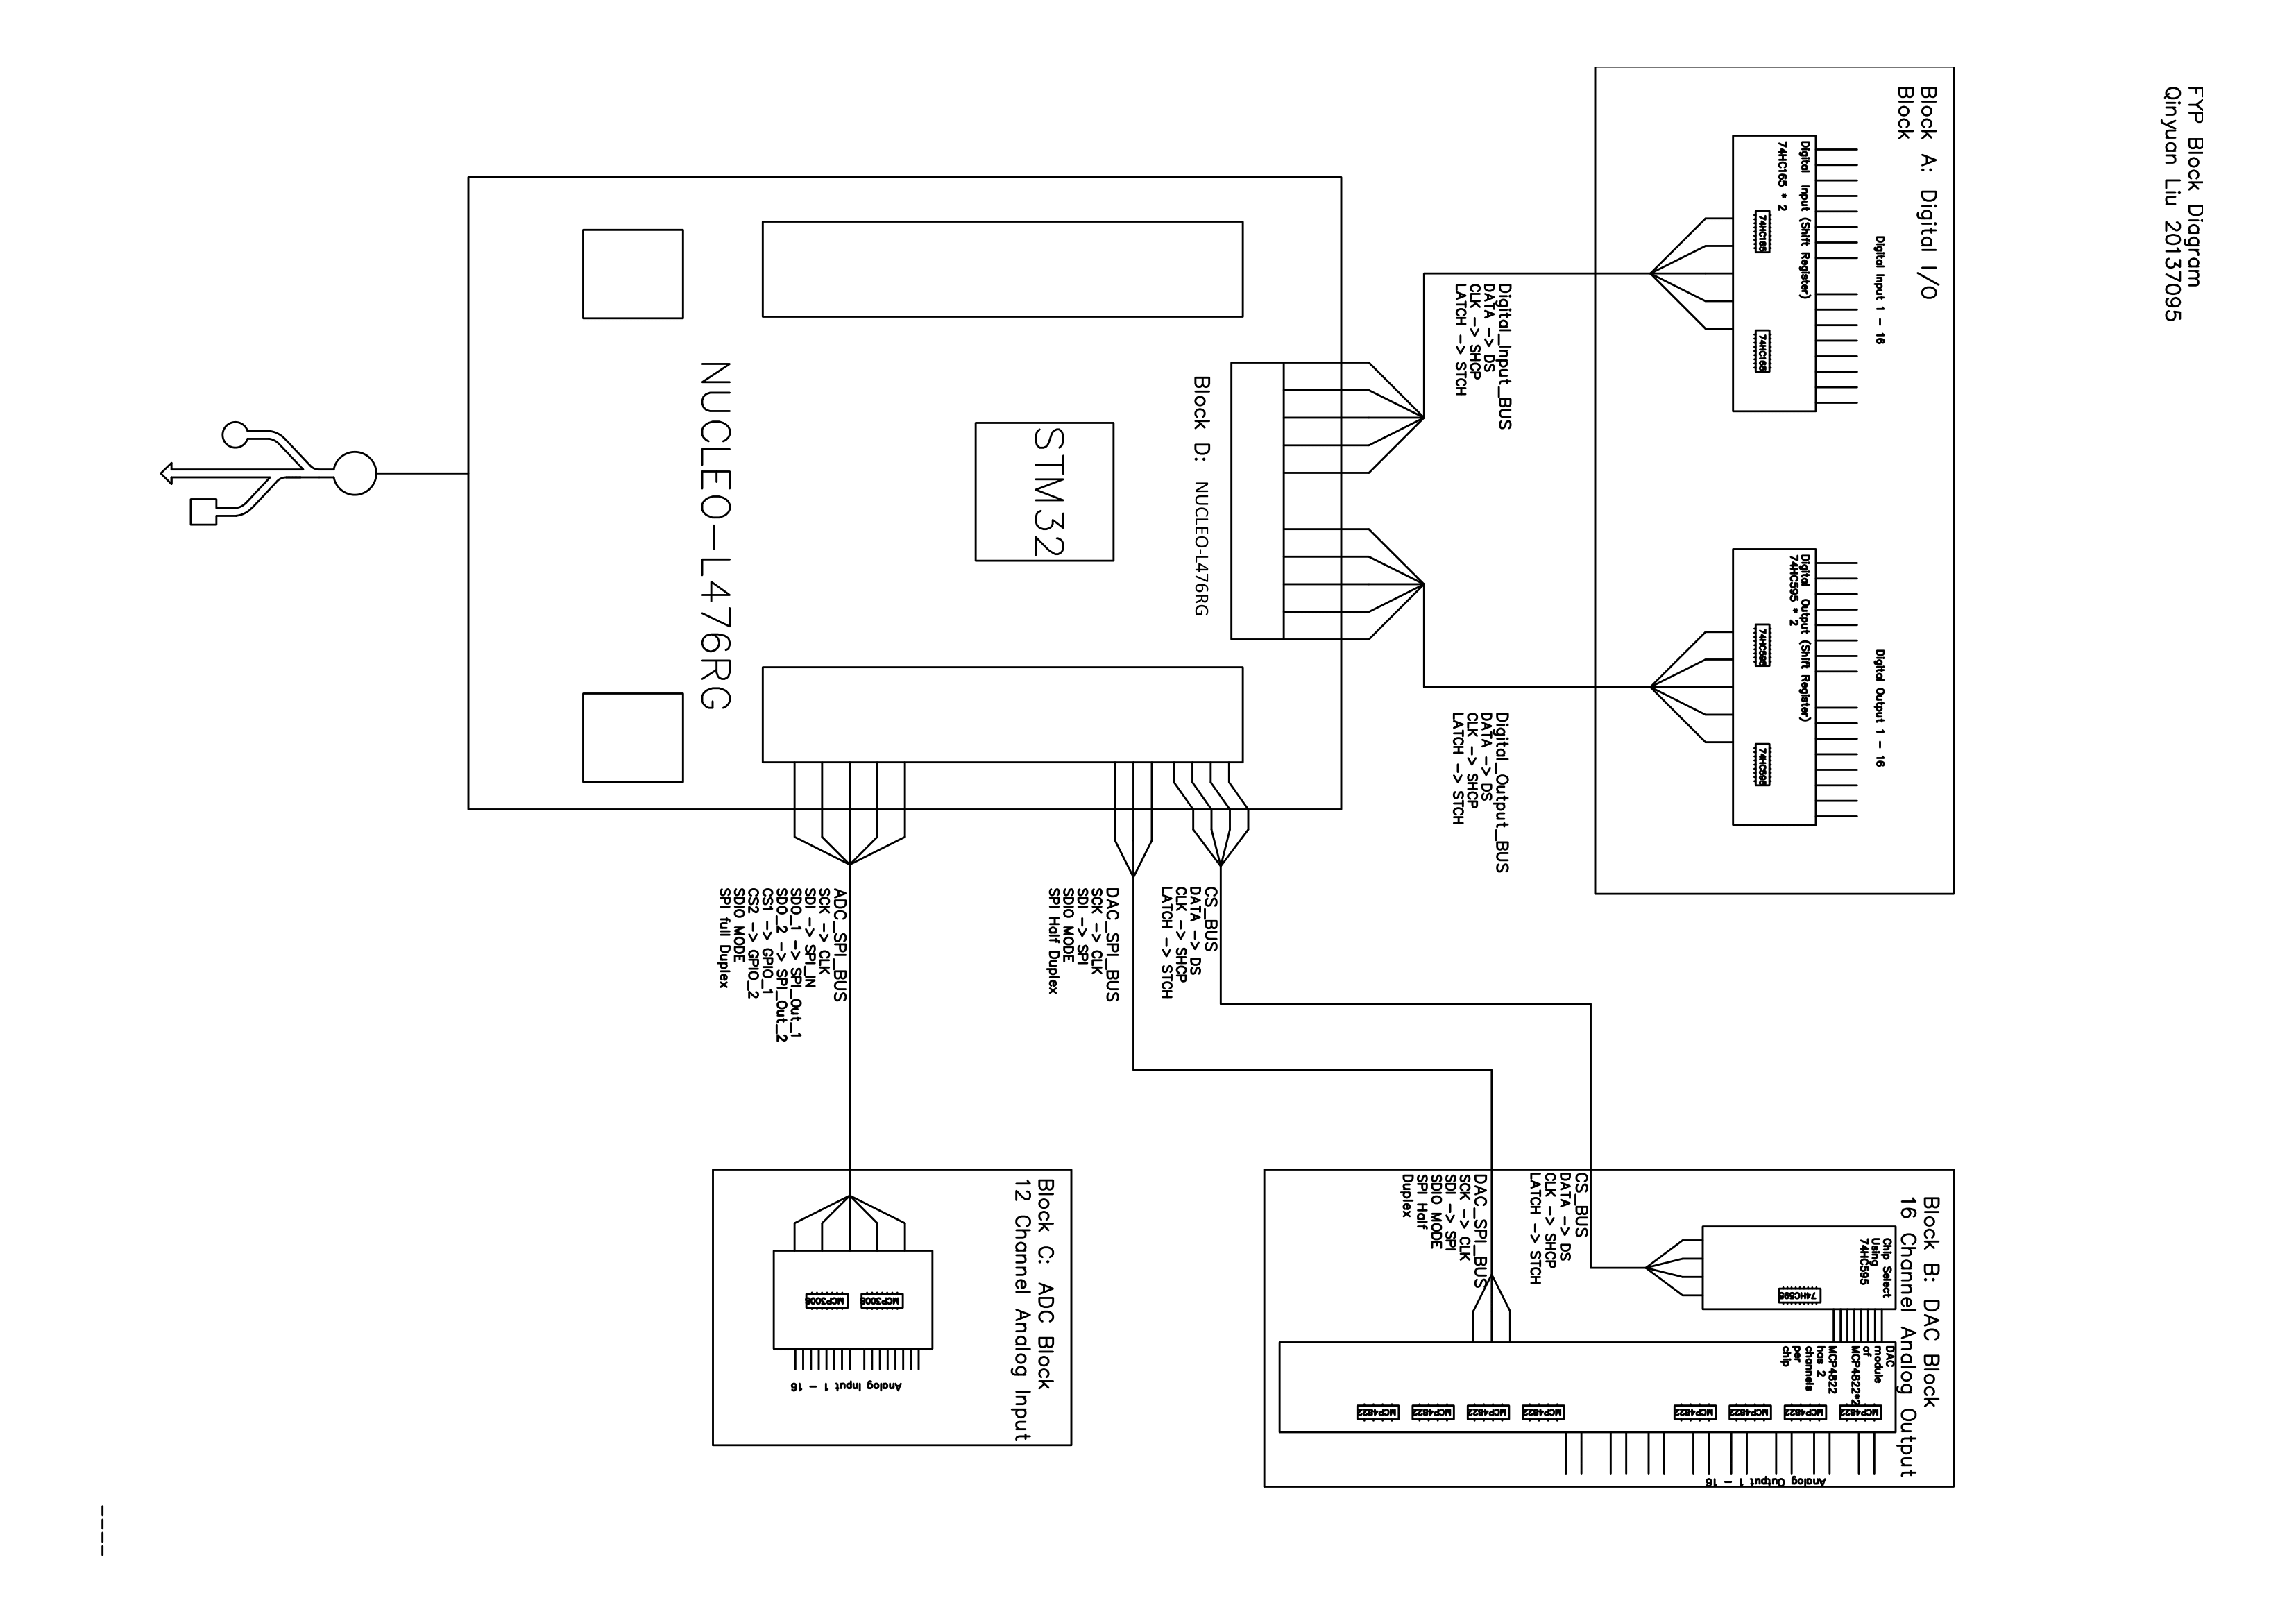 FYP Block Diagram
Qinyuan Liu 20137095
Block A: Digital I/O
Block
Digital Input 1 - 16
Digital Input (Shift Register)
74HC165 * 2
74HC165
74HC165
Digital Output 1 - 16
Digital Output (Shift Register)
74HC595 * 2
74HC595
74HC595
Digital_Input_BUS
DATA -> DS
CLK -> SHCP
LATCH -> STCH
Digital_Output_BUS
DATA -> DS
CLK -> SHCP
LATCH -> STCH
Block D: NUCLEO-L476RG
STM32
NUCLEO-L476RG
CS_BUS
DATA -> DS
CLK -> SHCP
LATCH -> STCH
DAC_SPI_BUS
SCK -> CLK
SDI -> SPI
SDIO MODE
SPI Half Duplex
ADC_SPI_BUS
SCK -> CLK
SDI -> SPI_IN
SDO_1 -> SPI_Out_1
SDO_2 -> SPI_Out_2
CS1 -> GPIO_1
CS2 -> GPIO_2
SDIO MODE
SPI full Duplex
Block B: DAC Block
16 Channel Analog Output
Chip Select
Using
74HC595
74HC595
CS_BUS
DATA -> DS
CLK -> SHCP
LATCH -> STCH
DAC_SPI_BUS
SCK -> CLK
SDI -> SPI
SDIO MODE
SPI Half
Duplex
DAC
module
of
MCP4822*2
MCP4822
has 2
channels
per
chip
MCP4822
MCP4822
MCP4822
MCP4822
MCP4822
MCP4822
MCP4822
MCP4822
Analog Output 1 - 16
Block C: ADC Block
12 Channel Analog Input
MCP3008
MCP3008
Analog Input 1 - 16